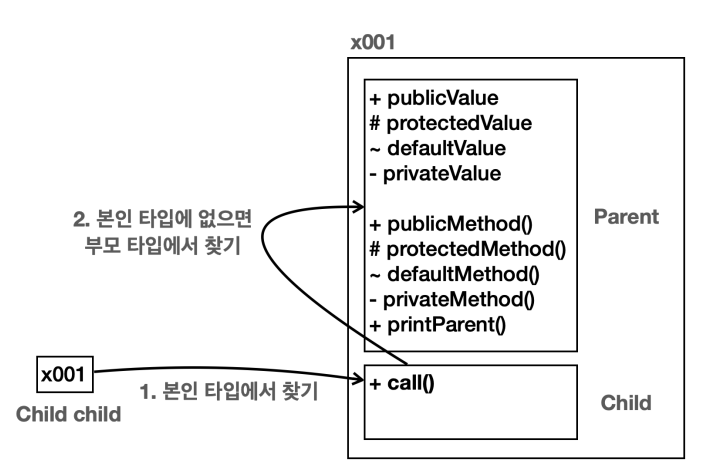 x001
+ publicValue
# protectedValue
~ defaultValue
- privateValue
+ publicMethod()
# protectedMethod()
~ defaultMethod()
- privateMethod()
+ printParent()
Parent
2. 본인 타입에 없으면
부모 타입에서 찾기
x001
Child child
1. 본인 타입에서 찾기
+ call()
Child